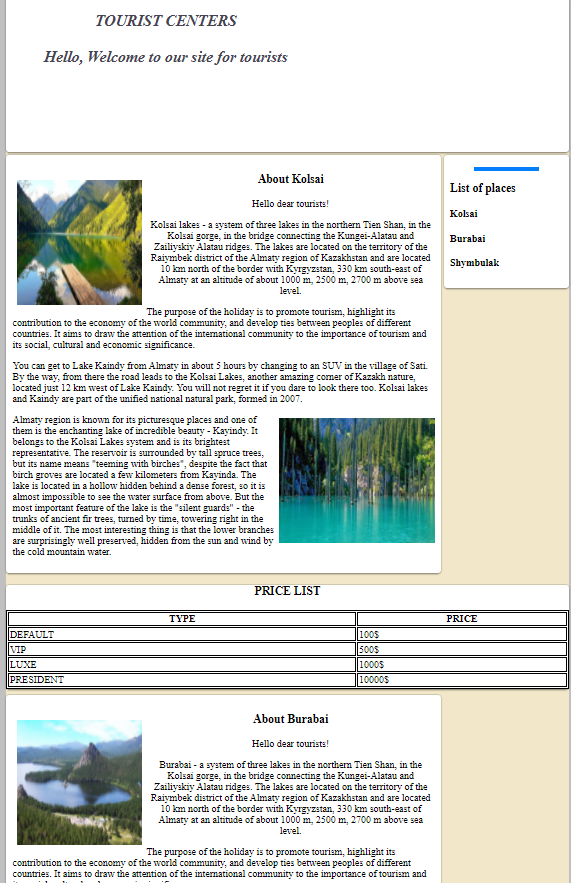 TOURIST CENTERS
Hello, Welcome to our site for tourists
About Kolsai
Hello dear tourists!
Kolsai lakes - a system of three lakes in the northern Tien Shan, in the
Kolsai gorge, in the bridge connecting the Kungei-Alatau and
Zailiyskiy Alatau ridges. The lakes are located on the territory of the
Raiymbek district of the Almaty region of Kazakhstan and are located
10 km north of the border with Kyrgyzstan, 330 km south-east of
Almaty at an altitude of about 1000 m, 2500 m, 2700 m above sea
level.
The purpose of the holiday is to promote tourism, highlight its
contribution to the economy of the world community, and develop ties between peoples of different
countries. It aims to draw the attention of the international community to the importance of tourism and
its social, cultural and economic significance.
You can get to Lake Kaindy from Almaty in about 5 hours by changing to an SUV in the village of Sati.
By the way, from there the road leads to the Kolsai Lakes, another amazing corner of Kazakh nature,
located just 12 km west of Lake Kaindy. You will not regret it if you dare to look there too. Kolsai lakes
and Kaindy are part of the unified national natural park, formed in 2007.
Almaty region is known for its picturesque places and one of
them is the enchanting lake of incredible beauty - Kayindy. It
belongs to the Kolsai Lakes system and is its brightest
representative. The reservoir is surrounded by tall spruce trees,
but its name means "teeming with birches", despite the fact that
birch groves are located a few kilometers from Kayinda. The
lake is located in a hollow hidden behind a dense forest, so it is
almost impossible to see the water surface from above. But the
most important feature of the lake is the "silent guards" - the
trunks of ancient fir trees, turned by time, towering right in the
middle of it. The most interesting thing is that the lower branches
are surprisingly well preserved, hidden from the sun and wind by
the cold mountain water.
List of places
Kolsai
Burabai
Shymbulak
PRICE LIST
TYPE PRICE
DEFAULT 100$
VIP 500$
LUXE 1000$
PRESIDENT 10000$
About Burabai
Hello dear tourists!
Burabai - a system of three lakes in the northern Tien Shan, in the
Kolsai gorge, in the bridge connecting the Kungei-Alatau and
Zailiyskiy Alatau ridges. The lakes are located on the territory of the
Raiymbek district of the Almaty region of Kazakhstan and are located
10 km north of the border with Kyrgyzstan, 330 km south-east of
Almaty at an altitude of about 1000 m, 2500 m, 2700 m above sea
level.
The purpose of the holiday is to promote tourism, highlight its
contribution to the economy of the world community, and develop ties between peoples of different
countries. It aims to draw the attention of the international community to the importance of tourism and